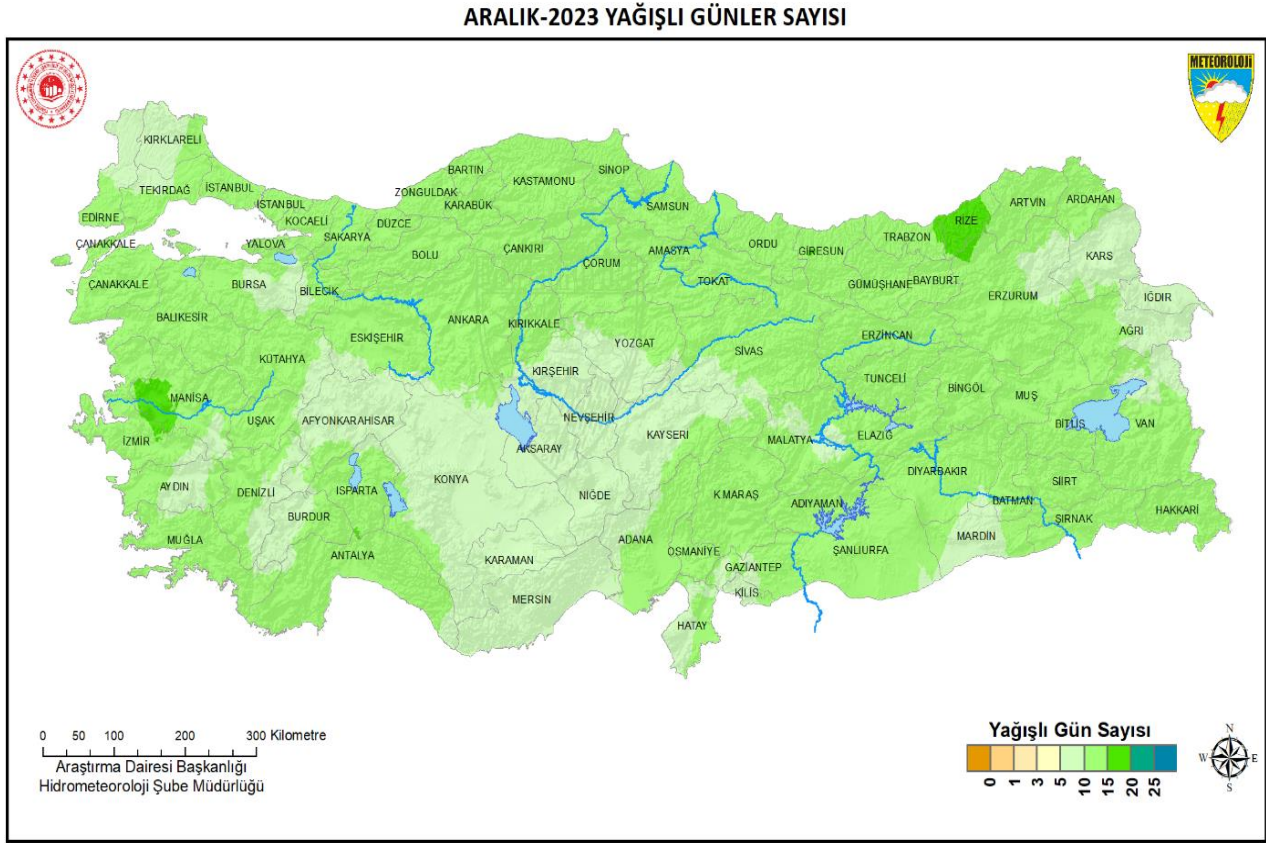 ARALIK-2023 YAĞIŞLI GÜNLER SAYISI
METEOROLOJİ
KIRKLARELİ
TEKİRDAĞ
İSTANBUL
EDİRNE
İSTANBUL
KOCAELİ
ÇANAKKALE
YALOVA
SAKARYA
DÜZCE
ZONGULDAK
BARTIN
KARABÜK
KASTAMONU
SİNOP
SAMSUN
ÇANAKKALE
BURSA
BİLECİK
BOLU
ÇANKIRI
ÇORUM
AMASYA
TOKAT
ORDU
GİRESUN
TRABZON
RİZE
ARTVİN
ARDAHAN
KARS
GÜMÜŞHANE
BAYBURT
ERZURUM
IĞDIR
AĞRI
BALIKESİR
KÜTAHYA
ESKİŞEHİR
ANKARA
KIRIKKALE
YOZGAT
SİVAS
ERZİNCAN
TUNCELİ
BİNGÖL
MUŞ
BİTLİS
VAN
MANİSA
UŞAK
AFYONKARAHİSAR
KIRŞEHİR
NEVŞEHİR
KAYSERİ
MALATYA
ELAZIĞ
İZMİR
AKSARAY
AYDIN
DENİZLİ
ISPARTA
KONYA
NİĞDE
K.MARAŞ
ADIYAMAN
DİYARBAKIR
BATMAN
SİİRT
ŞIRNAK
HAKKARİ
BURDUR
MUĞLA
ANTALYA
KARAMAN
ADANA
OSMANİYE
GAZİANTEP
ŞANLIURFA
MARDİN
KİLİS
MERSİN
HATAY
0 50 100 200 300 Kilometre
Araştırma Dairesi Başkanlığı
Hidrometeoroloji Şube Müdürlüğü
Yağışlı Gün Sayısı
0 1 3 5 10 15 20 25
N
W E
S